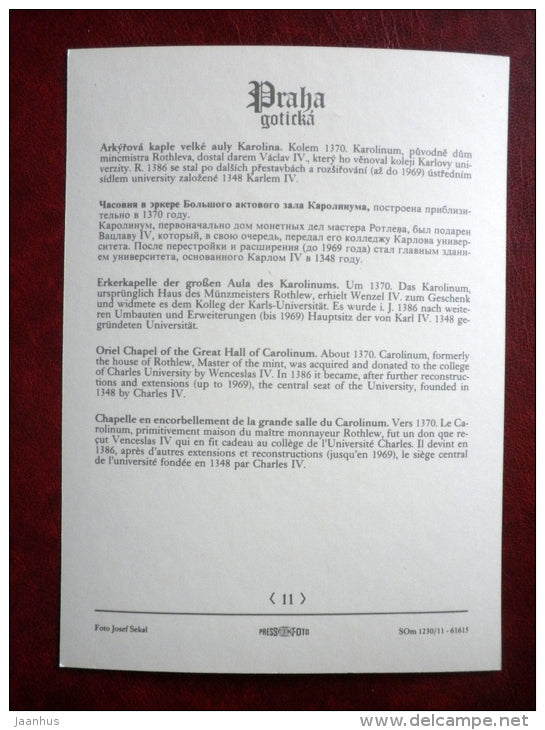 Praha
gotická
Arkýřová kaple velké auly Karolina. Kolem 1370. Karolinum, původně dům
mincmistra Rothleva, dostal darem Václav IV., který ho věnoval koleji Karlovy uni-
verzity. R. 1386 se stal po dalších přestavbách a rozšiřování (až do 1969) ústředním
sídlem university založené 1348 Karlem IV.
Часовня в эркере Большого актового зала Каролинума, построена приблизи-
тельно в 1370 году.
Каролинум, первоначально дом монетных дел мастера Ротлева, был подарен
Вацлаву IV, который, в свою очередь, передал его колледжу Карлова универ-
ситета. После перестройки и расширения (до 1969 года) стал главным здани-
ем университета, основанного Карлом IV в 1348 году.
Erkerkapelle der großen Aula des Karolinums. Um 1370. Das Karolinum,
ursprünglich Haus des Münzmeisters Rothlew, erhielt Wenzel IV. zum Geschenk
und widmete es dem Kolleg der Karls-Universität. Es wurde i. J. 1386 nach weite-
ren Umbauten und Erweiterungen (bis 1969) Hauptsitz der von Karl IV. 1348 ge-
gründeten Universität.
Oriel Chapel of the Great Hall of Carolinum. About 1370. Carolinum, formerly
the house of Rothlew, Master of the mint, was acquired and donated to the college
of Charles University by Wenceslas IV. In 1386 it became, after further reconstruc-
tions and extensions (up to 1969), the central seat of the University, founded in
1348 by Charles IV.
Chapelle en encorbellement de la grande salle du Carolinum. Vers 1370. Le Ca-
rolinum, primitivement maison du maître monnayeur Rothlew, fut un don que re-
çut Venceslas IV qui en fit cadeau au collège de l'Université Charles. Il devint en
1386, après d'autres extensions et reconstructions (jusqu'en 1969), le siège central
de l'université fondée en 1348 par Charles IV.
⟨ 11 ⟩
Foto Josef Sekal
PRESSFOTO
SOm 1230/11 - 61615
Jaanhus
www.delcampe.net